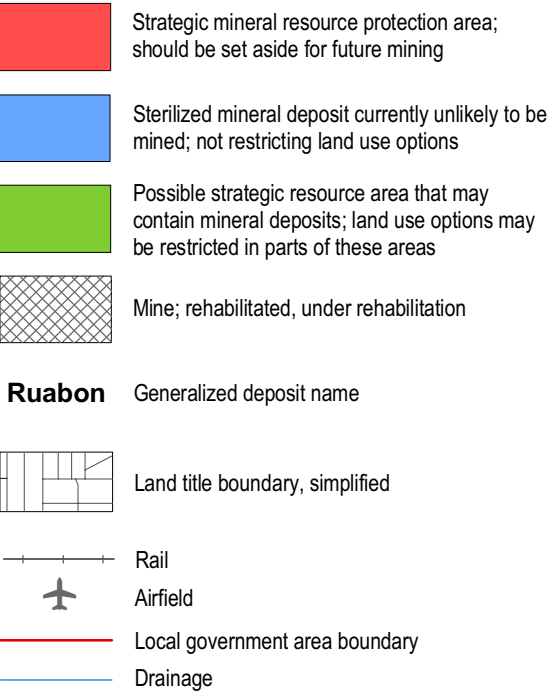 Strategic mineral resource protection area;
should be set aside for future mining
Sterilized mineral deposit currently unlikely to be
mined; not restricting land use options
Possible strategic resource area that may
contain mineral deposits; land use options may
be restricted in parts of these areas
Mine; rehabilitated, under rehabilitation
Ruabon Generalized deposit name
Land title boundary, simplified
Rail
Airfield
Local government area boundary
Drainage